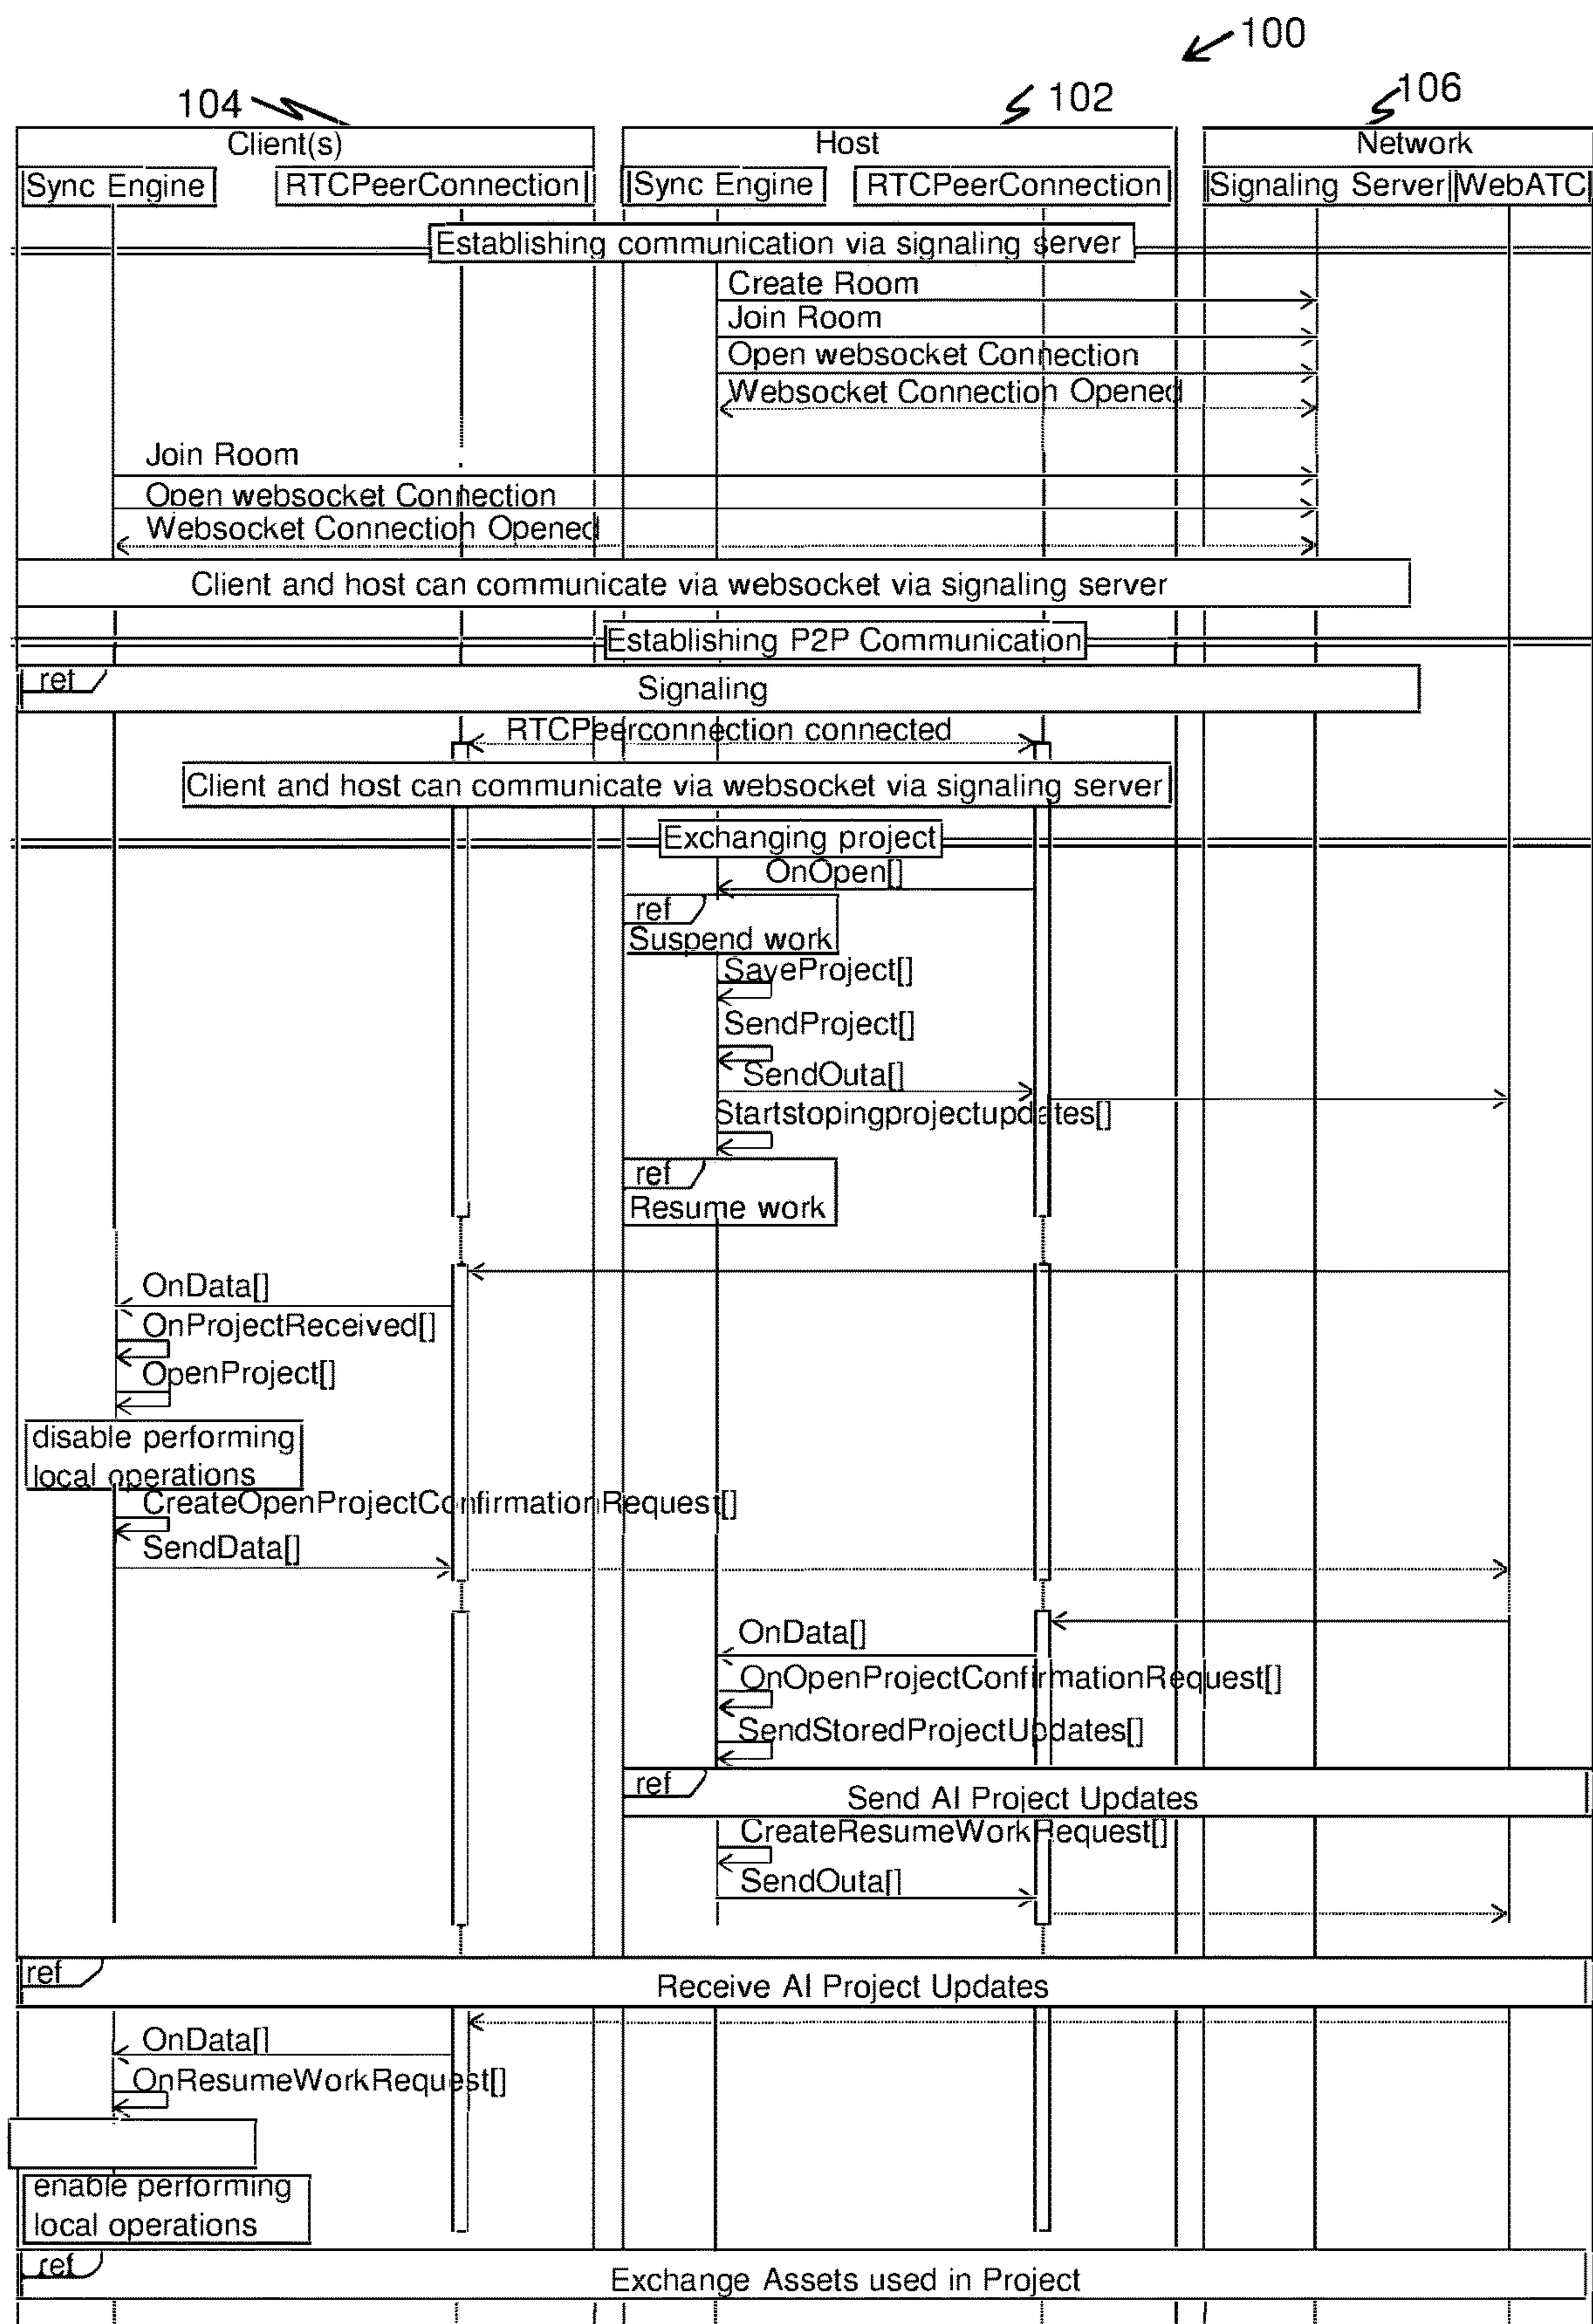 100
104
102
106
Client(s)
Host
Network
Sync Engine
RTCPeerConnection
Sync Engine
RTCPeerConnection
Signaling Server
WebATC
Establishing communication via signaling server
Create Room
Join Room
Open websocket Connection
Websocket Connection Opened
Join Room
Open websocket Connection
Websocket Connection Opened
Client and host can communicate via websocket via signaling server
Establishing P2P Communication
ref
Signaling
RTCPeerconnection connected
Client and host can communicate via websocket via signaling server
Exchanging project
OnOpen[]
ref
Suspend work
SaveProject[]
SendProject[]
SendOuta[]
Startstopingprojectupdates[]
ref
Resume work
OnData[]
OnProjectReceived[]
OpenProject[]
disable performing
local operations
CreateOpenProjectConfirmationRequest[]
SendData[]
OnData[]
OnOpenProjectConfirmationRequest[]
SendStoredProjectUpdates[]
ref
Send AI Project Updates
CreateResumeWorkRequest[]
SendOuta[]
ref
Receive AI Project Updates
OnData[]
OnResumeWorkRequest[]
enable performing
local operations
ref
Exchange Assets used in Project